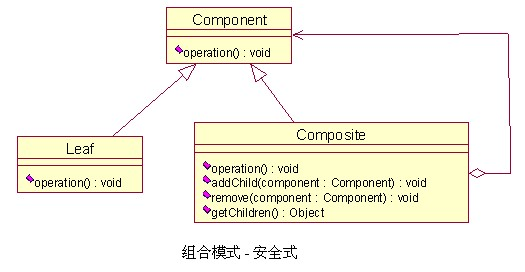 Component
operation() : void
Leaf
operation() : void
Composite
operation() : void
addChild(component : Component) : void
remove(component : Component) : void
getChildren() : Object
组合模式 - 安全式